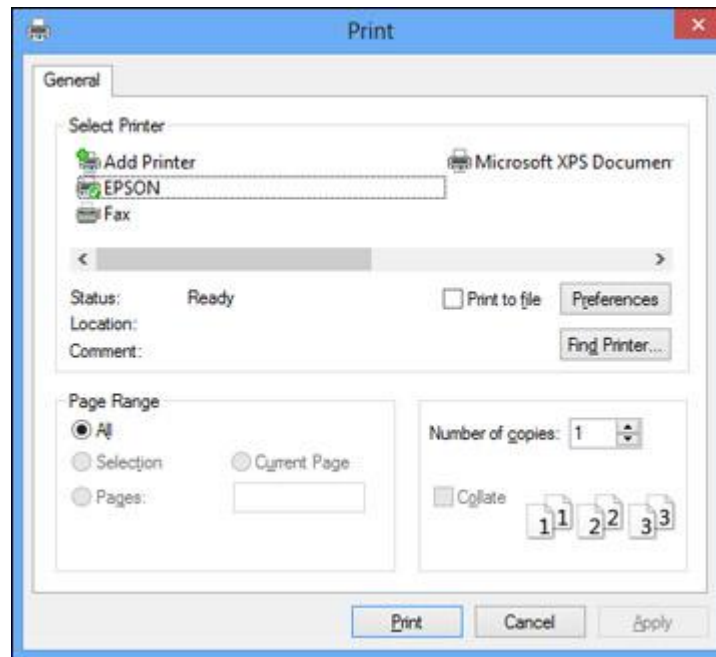 Print
General
Select Printer
Add Printer Microsoft XPS Documen
EPSON
Fax
Status: Ready Print to file Preferences
Location:
Comment: Find Printer...
Page Range
All Number of copies: 1
Selection Current Page
Pages: Collate
1 1 2 2 3 3
Print Cancel Apply